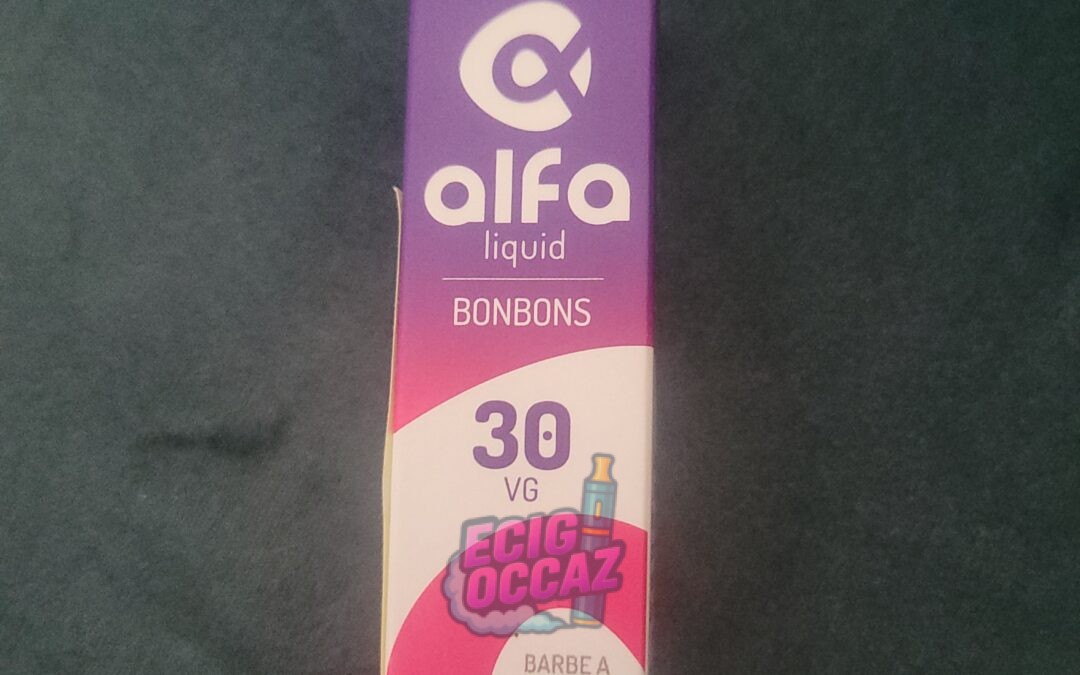 alfa
liquid
BONBONS
30
VG
ECIG
OCCAZ
BARBE A